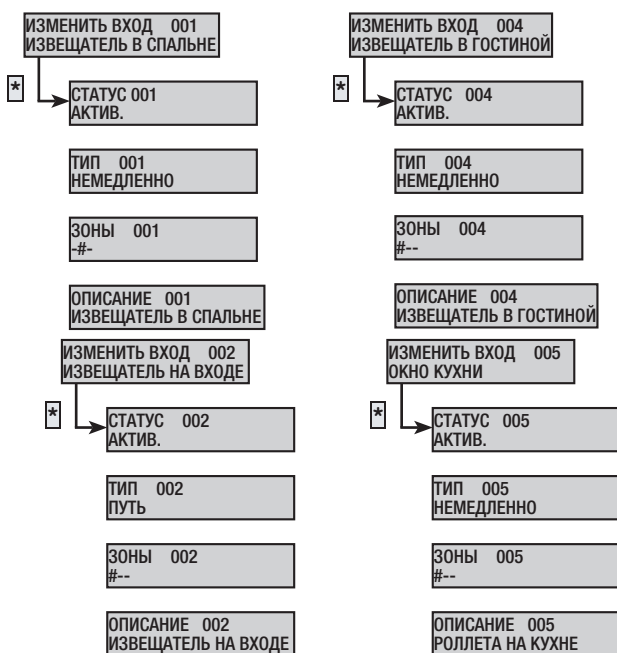 ИЗМЕНИТЬ ВХОД 001
ИЗВЕЩАТЕЛЬ В СПАЛЬНЕ
*
СТАТУС 001
АКТИВ.
ТИП 001
НЕМЕДЛЕННО
ЗОНЫ 001
-#-
ОПИСАНИЕ 001
ИЗВЕЩАТЕЛЬ В СПАЛЬНЕ
ИЗМЕНИТЬ ВХОД 002
ИЗВЕЩАТЕЛЬ НА ВХОДЕ
*
СТАТУС 002
АКТИВ.
ТИП 002
ПУТЬ
ЗОНЫ 002
#--
ОПИСАНИЕ 002
ИЗВЕЩАТЕЛЬ НА ВХОДЕ
ИЗМЕНИТЬ ВХОД 004
ИЗВЕЩАТЕЛЬ В ГОСТИНОЙ
*
СТАТУС 004
АКТИВ.
ТИП 004
НЕМЕДЛЕННО
ЗОНЫ 004
#--
ОПИСАНИЕ 004
ИЗВЕЩАТЕЛЬ В ГОСТИНОЙ
ИЗМЕНИТЬ ВХОД 005
ОКНО КУХНИ
*
СТАТУС 005
АКТИВ.
ТИП 005
НЕМЕДЛЕННО
ЗОНЫ 005
#--
ОПИСАНИЕ 005
РОЛЛЕТА НА КУХНЕ